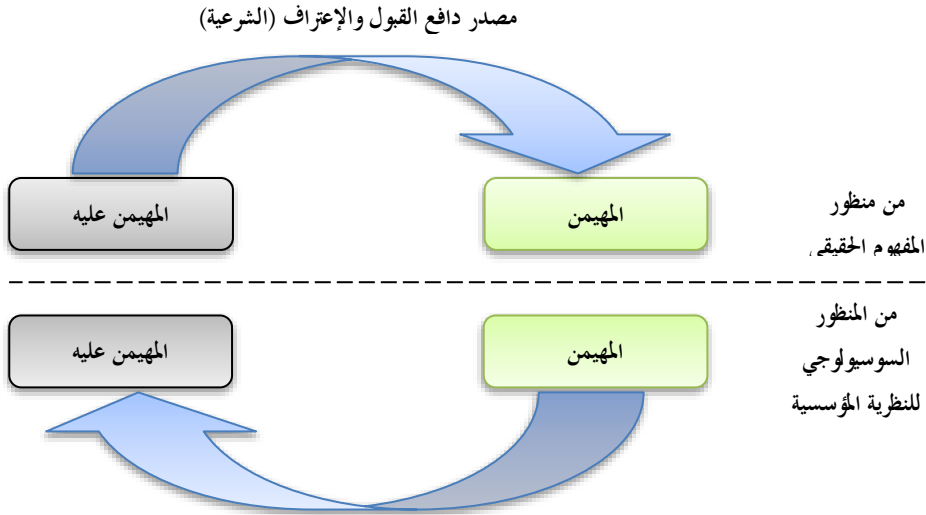 مصدر دافع القبول والإعتراف (الشرعية)
من منظور
المفهوم الحقيقي
المهيمن
المهيمن عليه
من المنظور
السوسيولوجي
للنظرية المؤسسية
المهيمن
المهيمن عليه